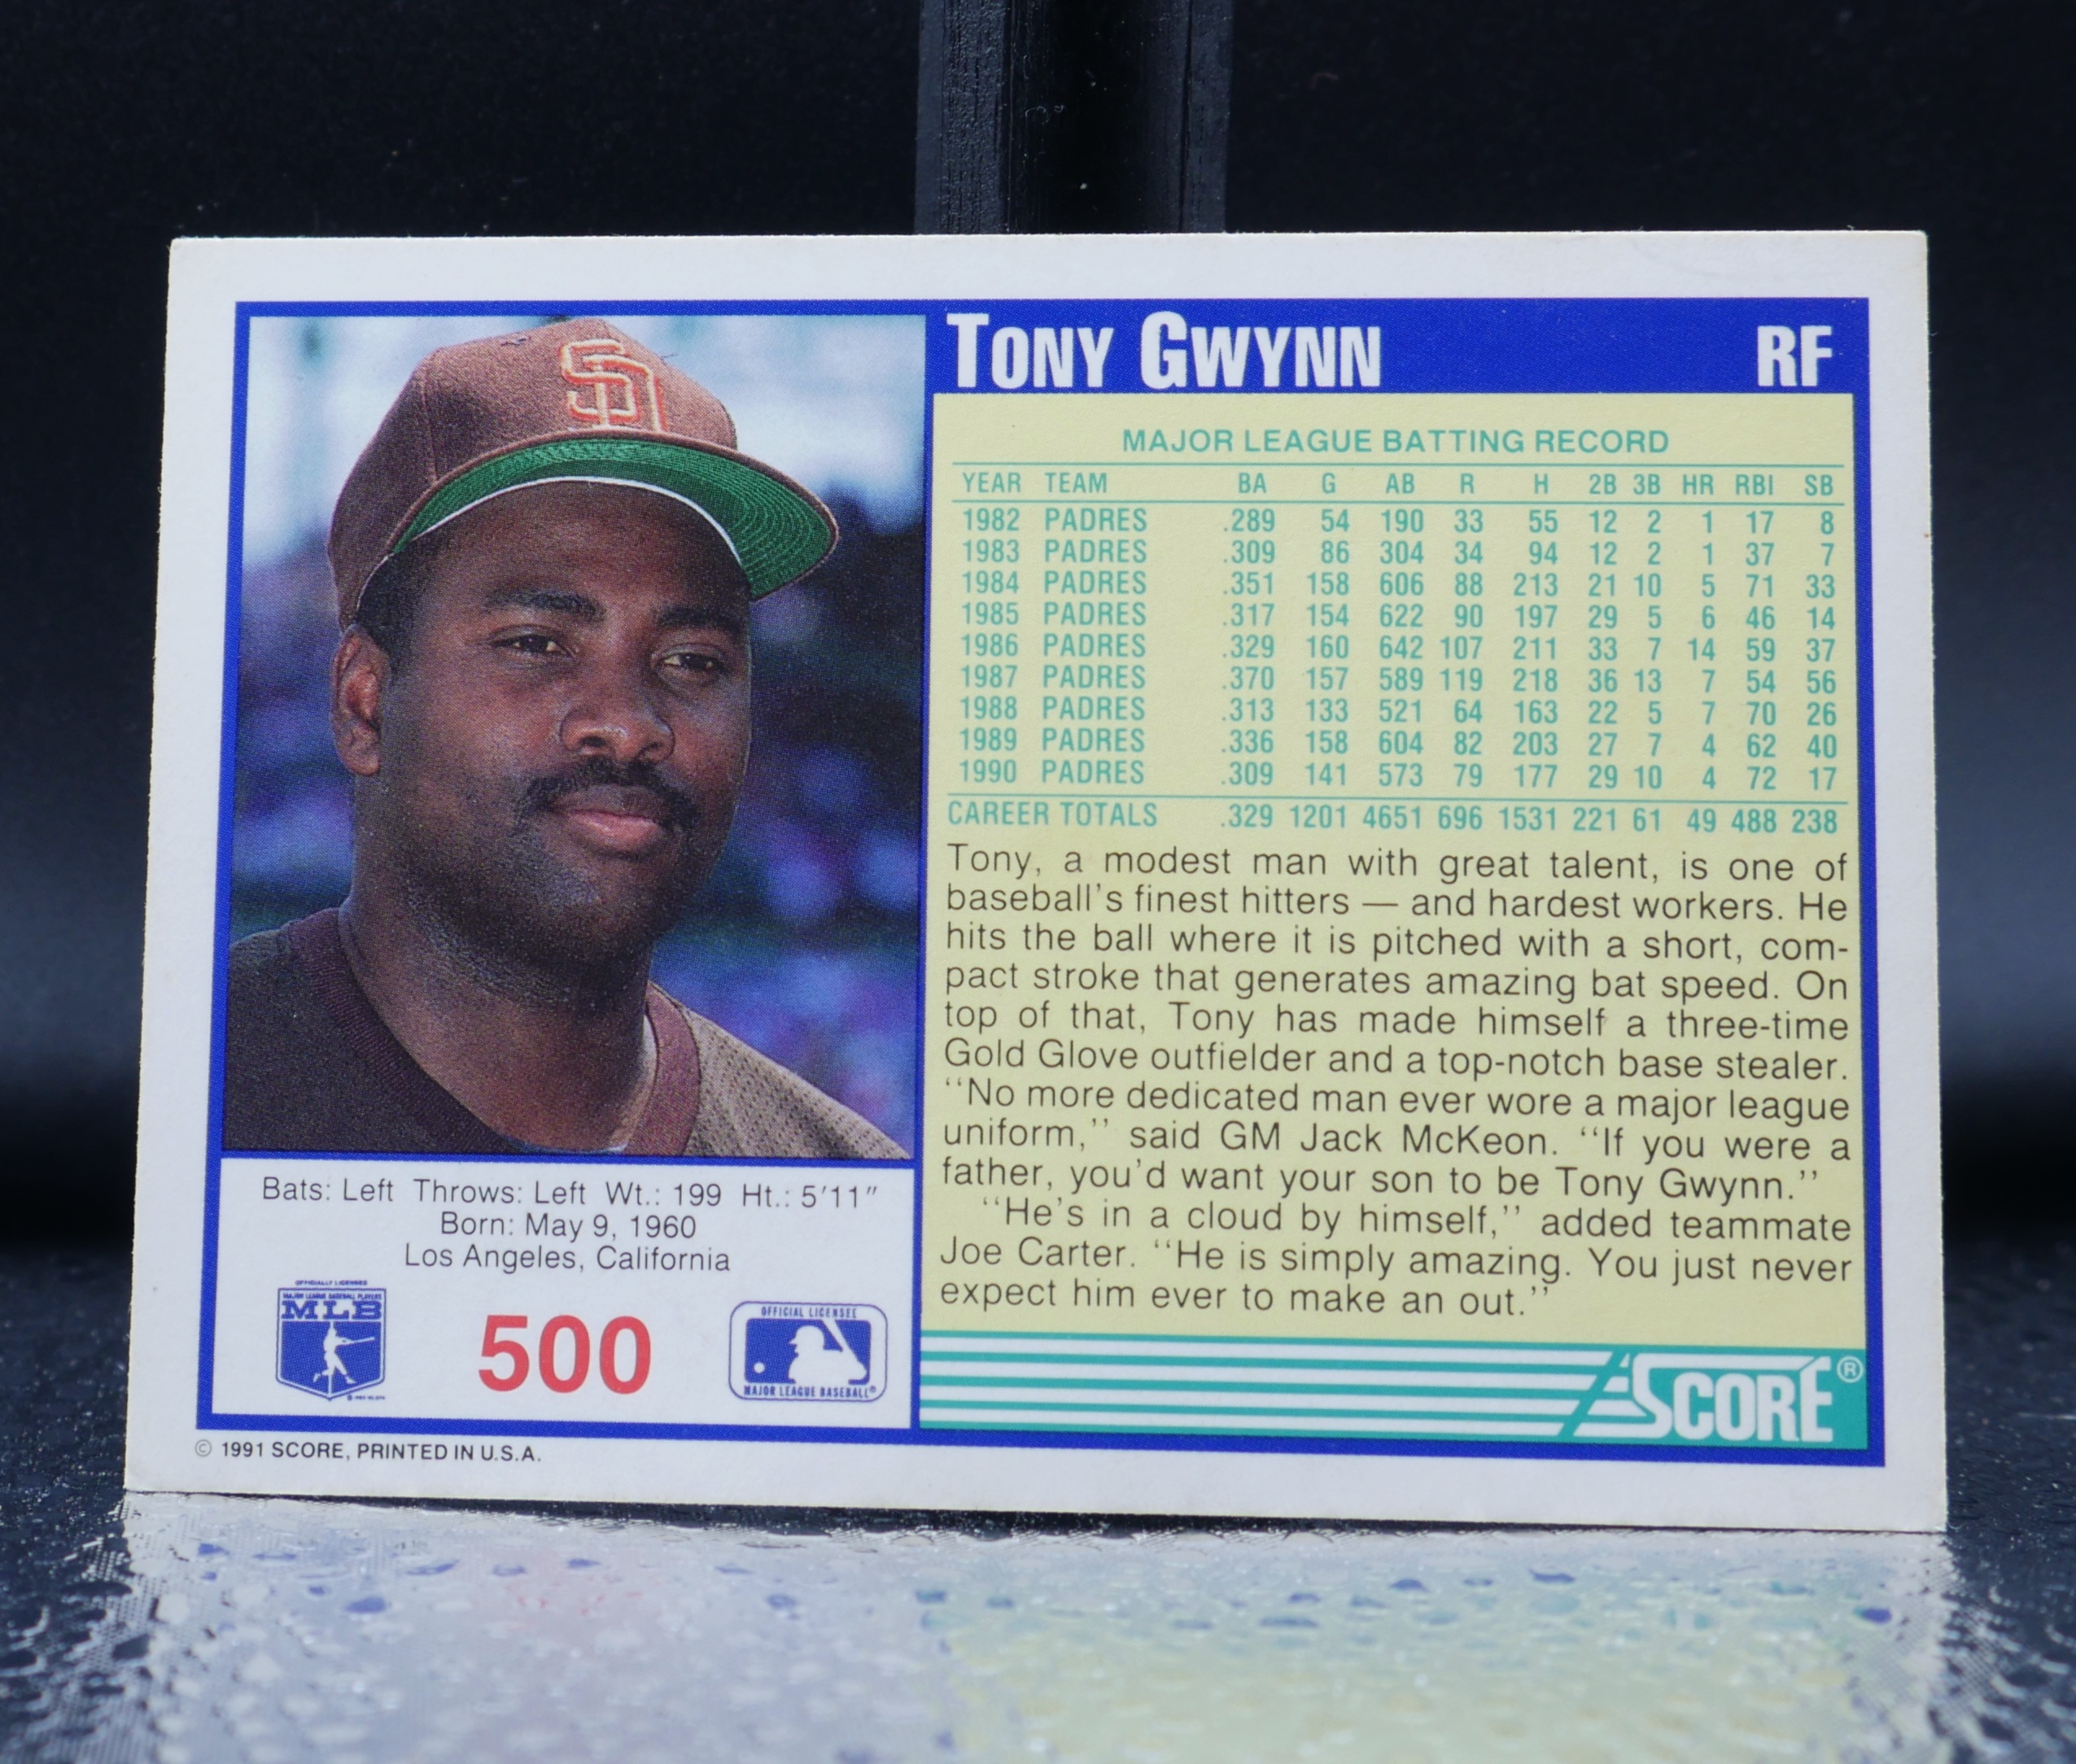 TONY GWYNN RF
MAJOR LEAGUE BATTING RECORD
YEAR TEAM BA G AB R H 2B 3B HR RBI SB
1982 PADRES .289 54 190 33 55 12 2 1 17 8
1983 PADRES .309 86 304 34 94 12 2 1 37 7
1984 PADRES .351 158 606 88 213 21 10 5 71 33
1985 PADRES .317 154 622 90 197 29 5 6 46 14
1986 PADRES .329 160 642 107 211 33 7 14 59 37
1987 PADRES .370 157 589 119 218 36 13 7 54 56
1988 PADRES .313 133 521 64 163 22 5 7 70 26
1989 PADRES .336 158 604 82 203 27 7 4 62 40
1990 PADRES .309 141 573 79 177 29 10 4 72 17
CAREER TOTALS .329 1201 4651 696 1531 221 61 49 488 238
Tony, a modest man with great talent, is one of
baseball's finest hitters — and hardest workers. He
hits the ball where it is pitched with a short, com-
pact stroke that generates amazing bat speed. On
top of that, Tony has made himself a three-time
Gold Glove outfielder and a top-notch base stealer.
“No more dedicated man ever wore a major league
uniform,” said GM Jack McKeon. “If you were a
father, you'd want your son to be Tony Gwynn.”
“He's in a cloud by himself,” added teammate
Joe Carter. “He is simply amazing. You just never
expect him ever to make an out.”
SCORE®
SD
Bats: Left Throws: Left Wt.: 199 Ht.: 5'11"
Born: May 9, 1960
Los Angeles, California
OFFICIALLY LICENSED
MAJOR LEAGUE BASEBALL PLAYERS
MLB
500
OFFICIAL LICENSEE
MAJOR LEAGUE BASEBALL®
© 1991 SCORE, PRINTED IN U.S.A.